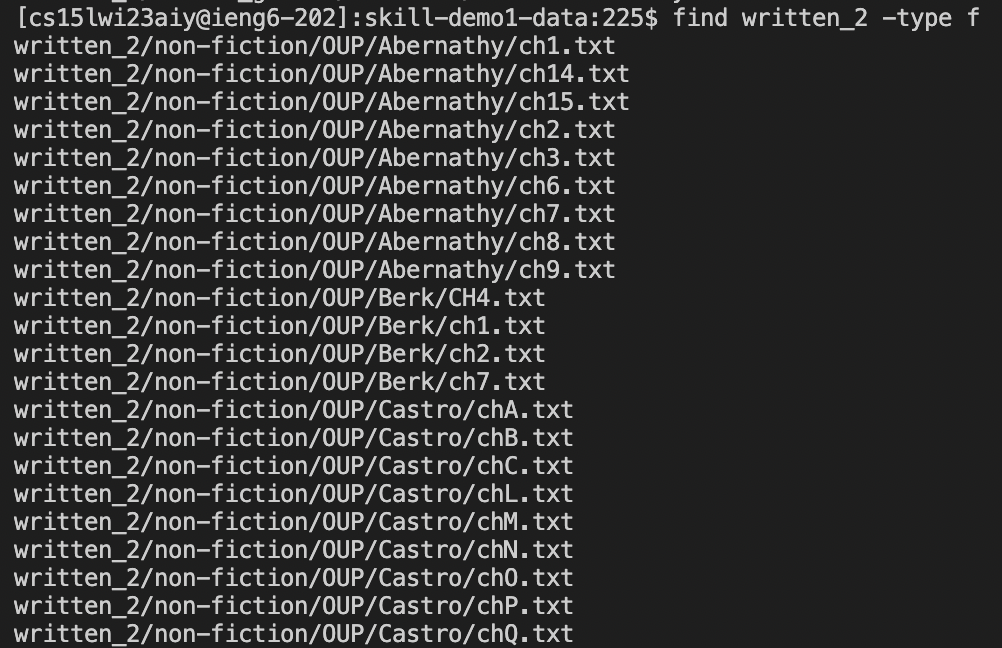 [cs15lwi23aiy@ieng6-202]:skill-demo1-data:225$ find written_2 -type f
written_2/non-fiction/OUP/Abernathy/ch1.txt
written_2/non-fiction/OUP/Abernathy/ch14.txt
written_2/non-fiction/OUP/Abernathy/ch15.txt
written_2/non-fiction/OUP/Abernathy/ch2.txt
written_2/non-fiction/OUP/Abernathy/ch3.txt
written_2/non-fiction/OUP/Abernathy/ch6.txt
written_2/non-fiction/OUP/Abernathy/ch7.txt
written_2/non-fiction/OUP/Abernathy/ch8.txt
written_2/non-fiction/OUP/Abernathy/ch9.txt
written_2/non-fiction/OUP/Berk/CH4.txt
written_2/non-fiction/OUP/Berk/ch1.txt
written_2/non-fiction/OUP/Berk/ch2.txt
written_2/non-fiction/OUP/Berk/ch7.txt
written_2/non-fiction/OUP/Castro/chA.txt
written_2/non-fiction/OUP/Castro/chB.txt
written_2/non-fiction/OUP/Castro/chC.txt
written_2/non-fiction/OUP/Castro/chL.txt
written_2/non-fiction/OUP/Castro/chM.txt
written_2/non-fiction/OUP/Castro/chN.txt
written_2/non-fiction/OUP/Castro/chO.txt
written_2/non-fiction/OUP/Castro/chP.txt
written_2/non-fiction/OUP/Castro/chQ.txt